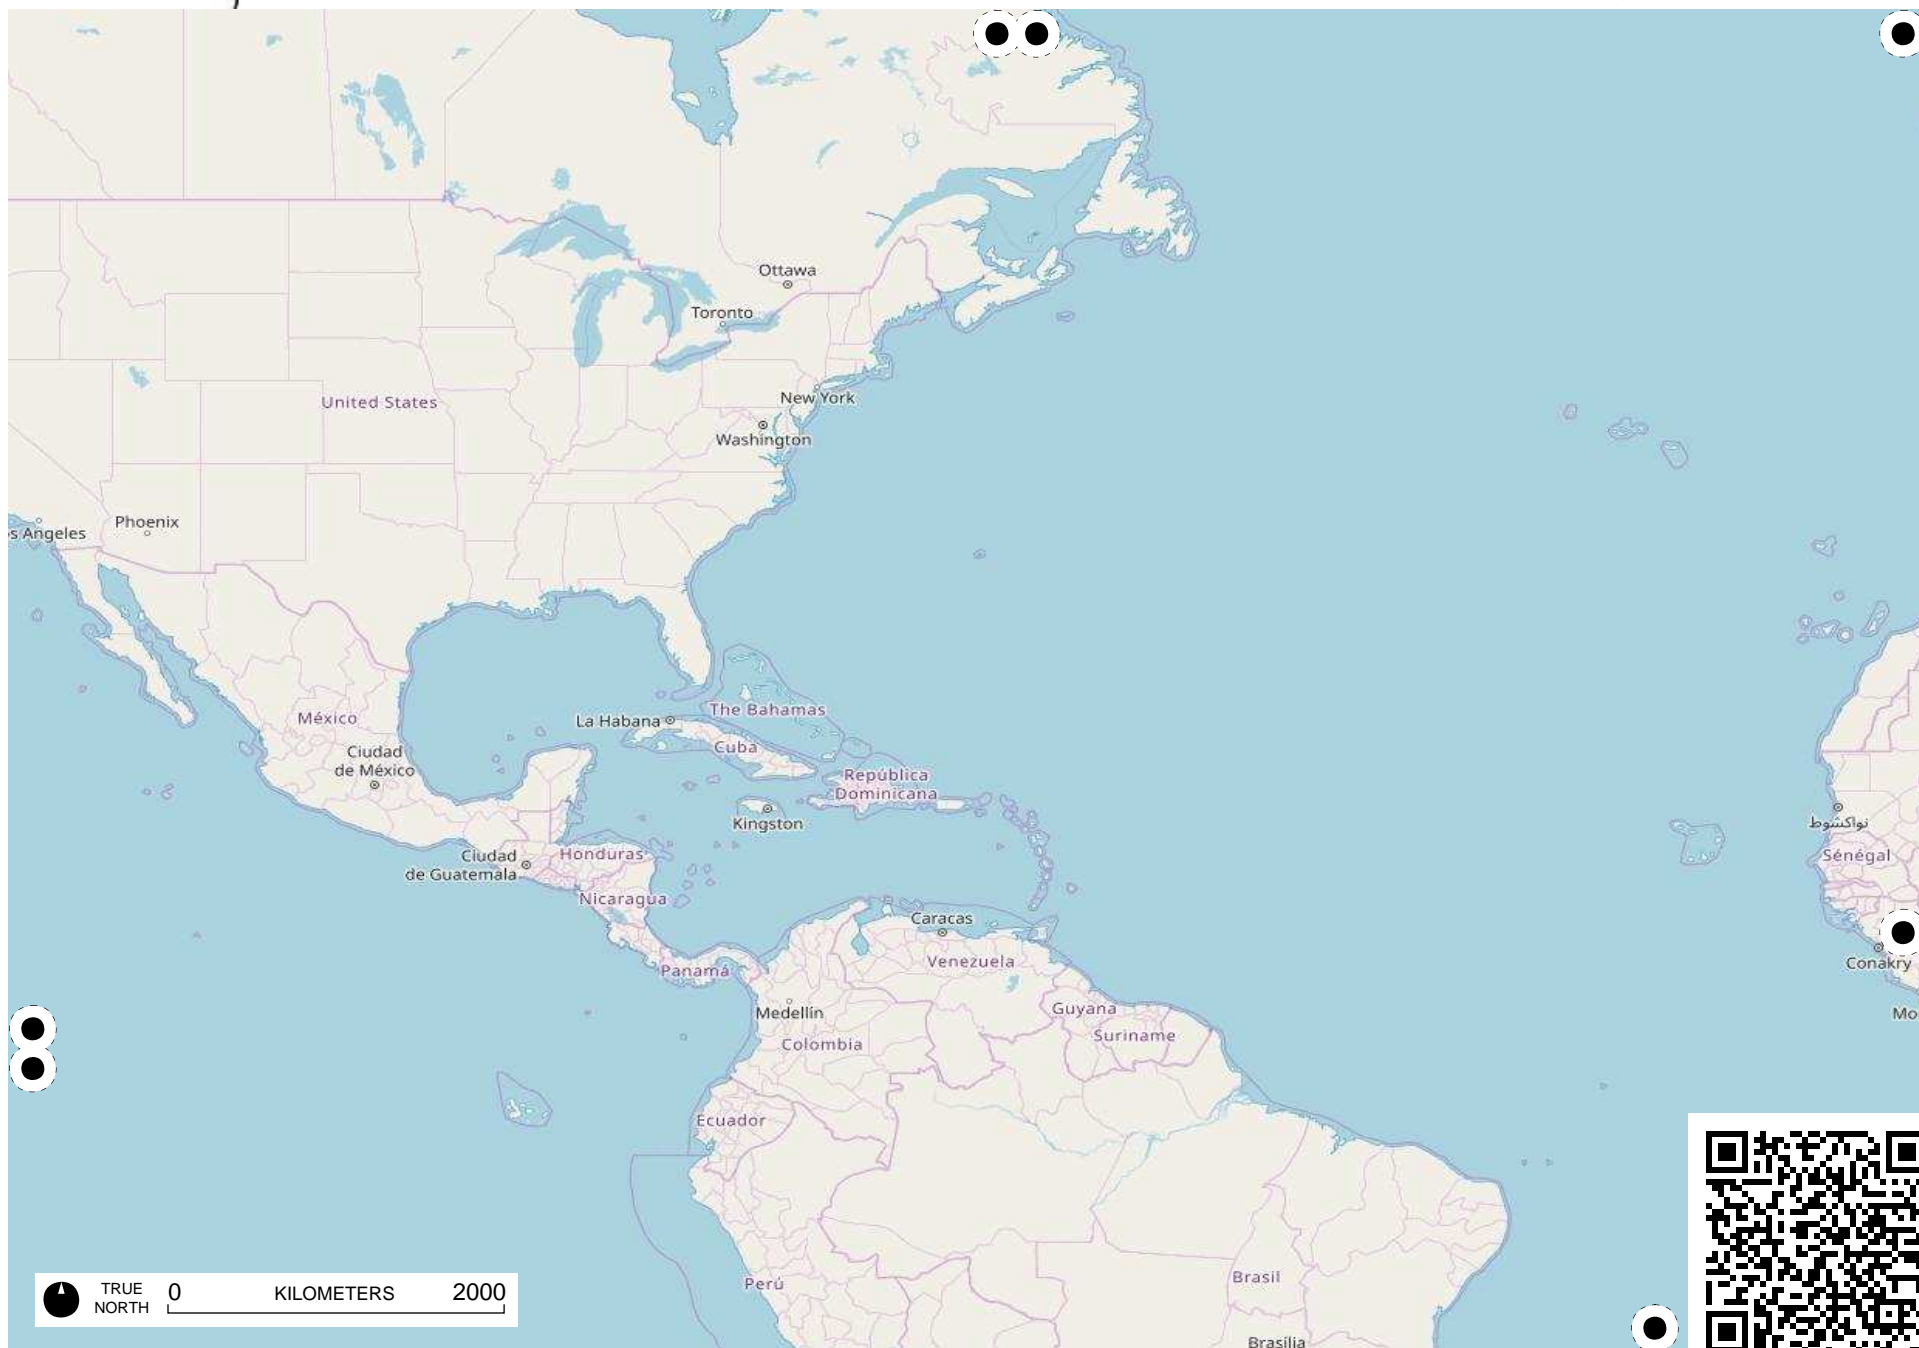 Ottawa
Toronto
United States
New York
Washington
s Angeles
Phoenix
México
La Habana
The Bahamas
Cuba
Ciudad
de México
República
Dominicana
Kingston
نواكشوط
Ciudad
de Guatemala
Honduras
Sénégal
Nicaragua
Caracas
Venezuela
Conakry
Panamá
Medellín
Guyana
Mo
Suriname
Colombia
Ecuador
Perú
Brasil
Brasília
TRUE
NORTH
0 KILOMETERS 2000